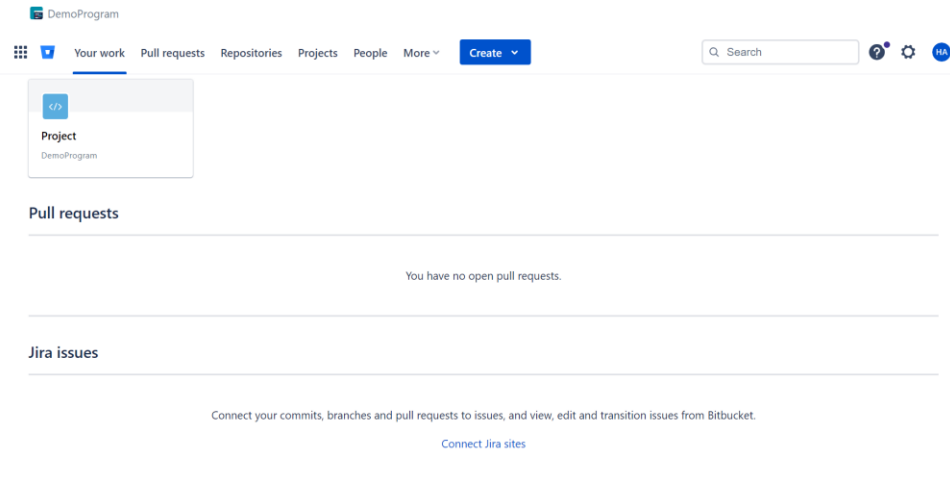 DemoProgram
Your work Pull requests Repositories Projects People More Create Search ? HA
</>
Project
DemoProgram
Pull requests
You have no open pull requests.
Jira issues
Connect your commits, branches and pull requests to issues, and view, edit and transition issues from Bitbucket.
Connect Jira sites